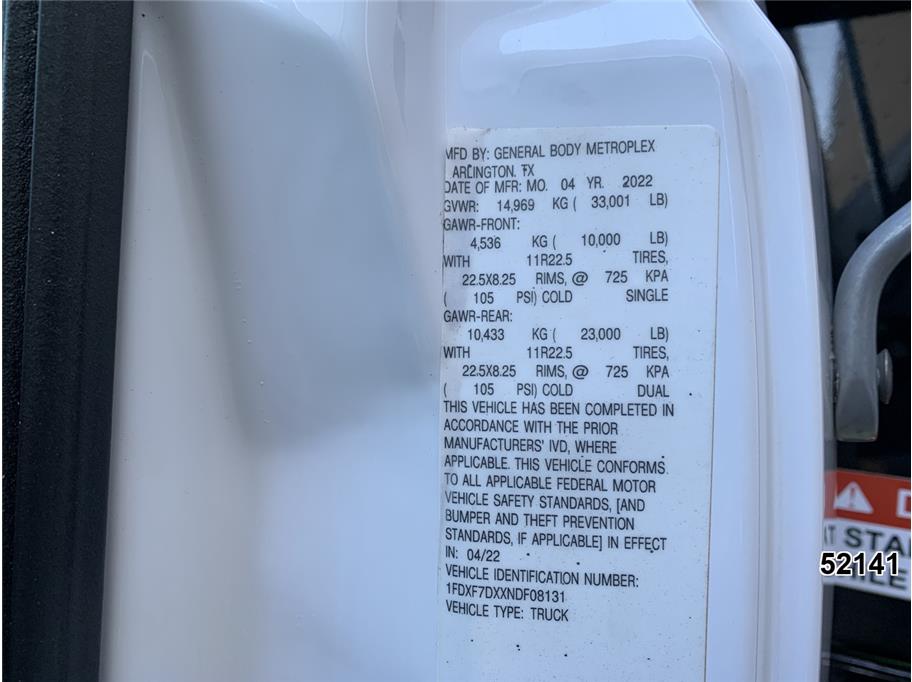 MFD BY: GENERAL BODY METROPLEX
ARLINGTON, TX
DATE OF MFR: MO. 04 YR. 2022
GVWR: 14,969 KG ( 33,001 LB)
GAWR-FRONT:
4,536 KG ( 10,000 LB)
WITH 11R22.5 TIRES,
22.5X8.25 RIMS, @ 725 KPA
( 105 PSI) COLD SINGLE
GAWR-REAR:
10,433 KG ( 23,000 LB)
WITH 11R22.5 TIRES,
22.5X8.25 RIMS, @ 725 KPA
( 105 PSI) COLD DUAL
THIS VEHICLE HAS BEEN COMPLETED IN
ACCORDANCE WITH THE PRIOR
MANUFACTURERS' IVD, WHERE
APPLICABLE. THIS VEHICLE CONFORMS
TO ALL APPLICABLE FEDERAL MOTOR
VEHICLE SAFETY STANDARDS, [AND
BUMPER AND THEFT PREVENTION
STANDARDS, IF APPLICABLE] IN EFFECT
IN: 04/22
VEHICLE IDENTIFICATION NUMBER:
1FDXF7DXXNDF08131
VEHICLE TYPE: TRUCK
52141